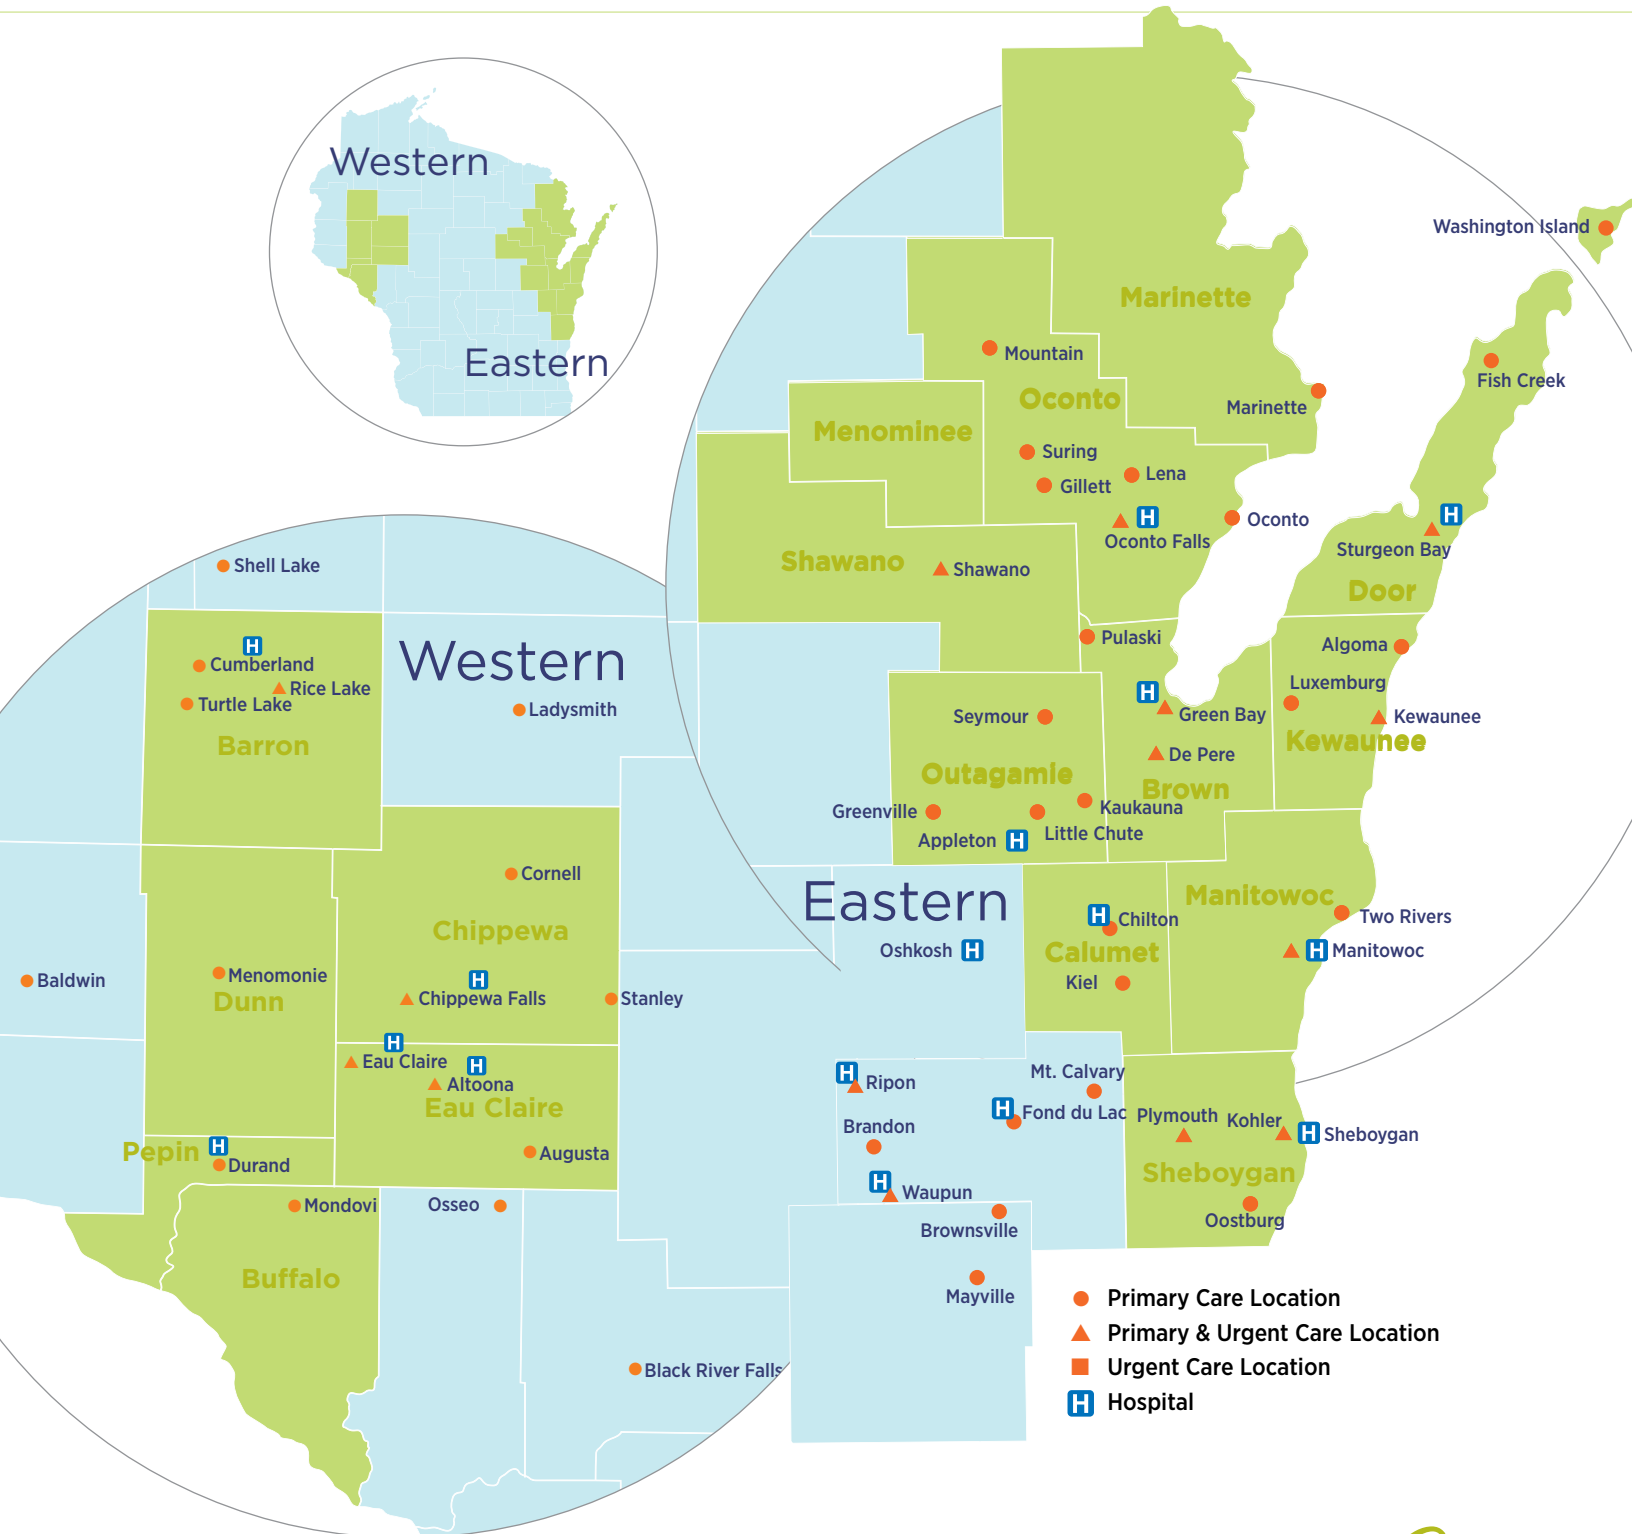 Western
Eastern
Washington Island
Marinette
Mountain
Fish Creek
Oconto
Marinette
Menominee
Suring
Lena
Gillett
Oconto
Oconto Falls
Sturgeon Bay
Shawano
Shawano
Door
Pulaski
Algoma
Luxemburg
Green Bay
Kewaunee
Seymour
Kewaunee
De Pere
Outagamie
Brown
Greenville
Kaukauna
Little Chute
Appleton H
Manitowoc
Eastern
Chilton
Two Rivers
Oshkosh H
Calumet
H Manitowoc
Kiel
H
H
H
H
H
Shell Lake
H
Cumberland
Western
Rice Lake
Turtle Lake
Ladysmith
Barron
Cornell
Chippewa
Menomonie
Baldwin
H
Dunn
Chippewa Falls
Stanley
H
Eau Claire
H
Altoona
Eau Claire
Pepin
H
Durand
Augusta
Mondovi
Osseo
Buffalo
Black River Falls
H
Ripon
Mt. Calvary
H
Fond du Lac
Plymouth
Kohler
H Sheboygan
Brandon
Sheboygan
H
Waupun
Oostburg
Brownsville
Mayville
Primary Care Location
Primary & Urgent Care Location
Urgent Care Location
H Hospital